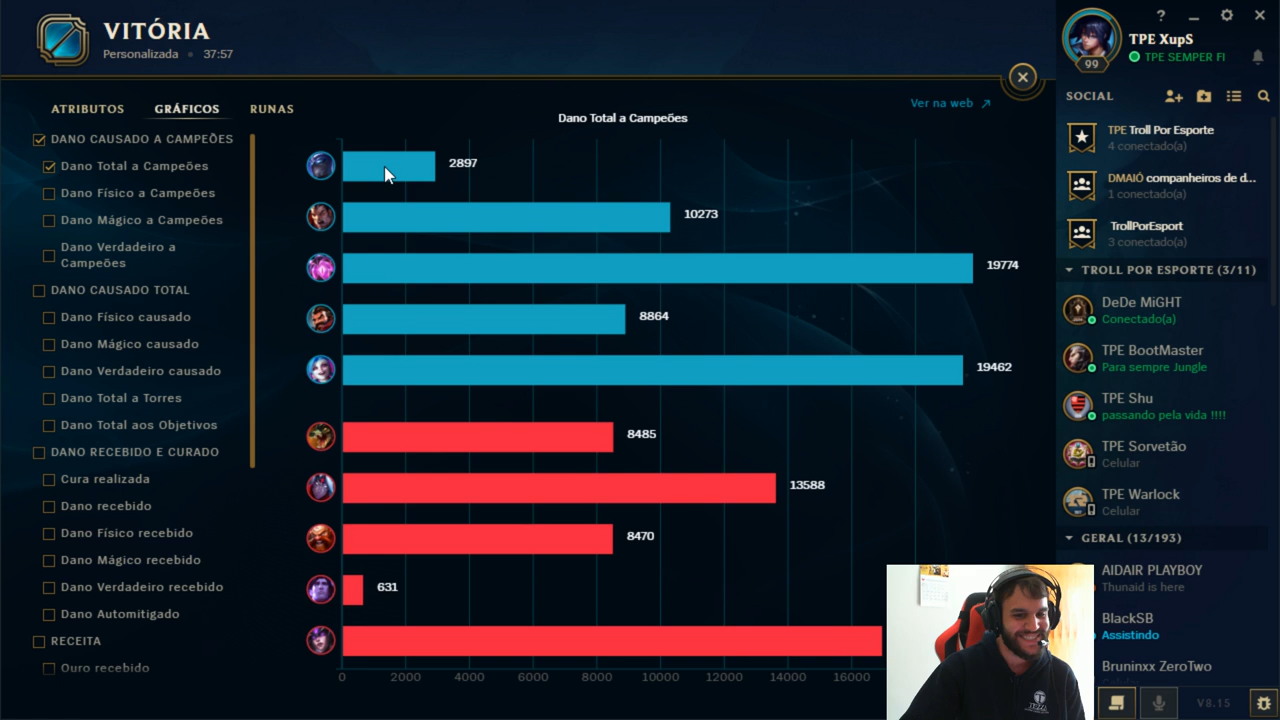 VITÓRIA
Personalizada • 37:57
ATRIBUTOS
GRÁFICOS
RUNAS
Ver na web
DANO CAUSADO A CAMPEÕES
Dano Total a Campeões
Dano Físico a Campeões
Dano Mágico a Campeões
Dano Verdadeiro a
Campeões
DANO CAUSADO TOTAL
Dano Físico causado
Dano Mágico causado
Dano Verdadeiro causado
Dano Total a Torres
Dano Total aos Objetivos
DANO RECEBIDO E CURADO
Cura realizada
Dano recebido
Dano Físico recebido
Dano Mágico recebido
Dano Verdadeiro recebido
Dano Automitigado
RECEITA
Ouro recebido
Dano Total a Campeões
2897
10273
19774
8864
19462
8485
13588
8470
631
0 2000 4000 6000 8000 10000 12000 14000 16000
?
99
TPE XupS
TPE SEMPER FI
SOCIAL
TPE Troll Por Esporte
4 conectado(a)
DMAIÓ companheiros de d...
1 conectado(a)
TrollPorEsport
3 conectado(a)
TROLL POR ESPORTE (3/11)
DeDe MiGHT
Conectado(a)
TPE BootMaster
Para sempre Jungle
TPE Shu
passando pela vida !!!!
TPE Sorvetão
Celular
TPE Warlock
Celular
GERAL (13/193)
AIDAIR PLAYBOY
Thunaid is here
BlackSB
Assistindo
Bruninxx ZeroTwo
Celular
V8.15